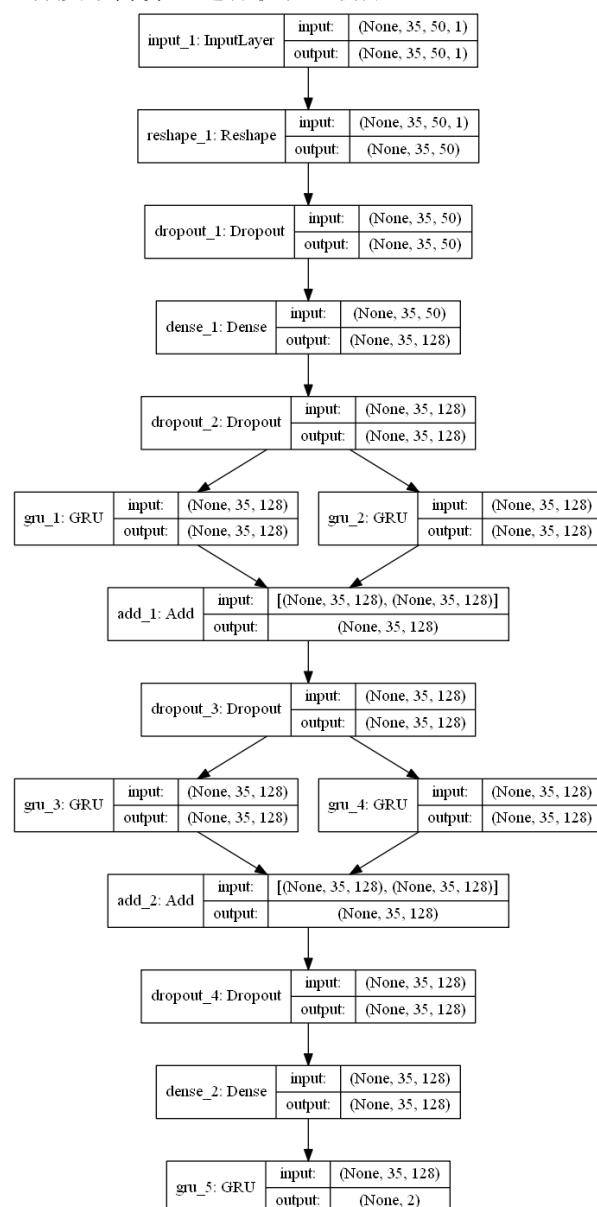 input_1: InputLayer
input: (None, 35, 50, 1)
output: (None, 35, 50, 1)
reshape_1: Reshape
input: (None, 35, 50, 1)
output: (None, 35, 50)
dropout_1: Dropout
input: (None, 35, 50)
output: (None, 35, 50)
dense_1: Dense
input: (None, 35, 50)
output: (None, 35, 128)
dropout_2: Dropout
input: (None, 35, 128)
output: (None, 35, 128)
gru_1: GRU
input: (None, 35, 128)
output: (None, 35, 128)
gru_2: GRU
input: (None, 35, 128)
output: (None, 35, 128)
add_1: Add
input: [(None, 35, 128), (None, 35, 128)]
output: (None, 35, 128)
dropout_3: Dropout
input: (None, 35, 128)
output: (None, 35, 128)
gru_3: GRU
input: (None, 35, 128)
output: (None, 35, 128)
gru_4: GRU
input: (None, 35, 128)
output: (None, 35, 128)
add_2: Add
input: [(None, 35, 128), (None, 35, 128)]
output: (None, 35, 128)
dropout_4: Dropout
input: (None, 35, 128)
output: (None, 35, 128)
dense_2: Dense
input: (None, 35, 128)
output: (None, 35, 128)
gru_5: GRU
input: (None, 35, 128)
output: (None, 2)